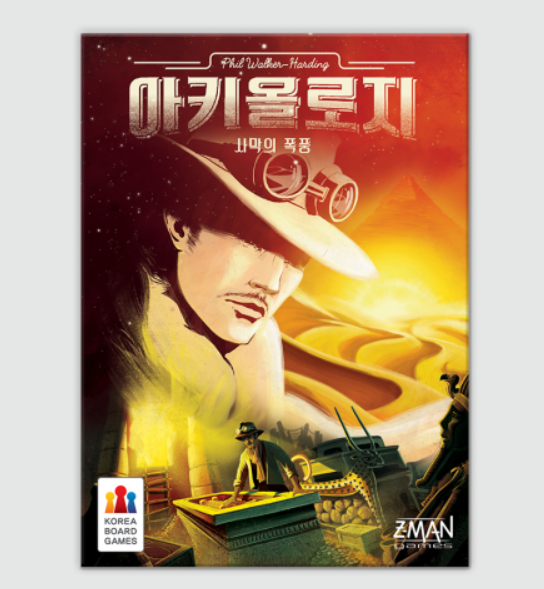 Phil Walker-Harding
아키올로지
사막의 폭풍
KOREA
BOARD
GAMES
Z-MAN
games